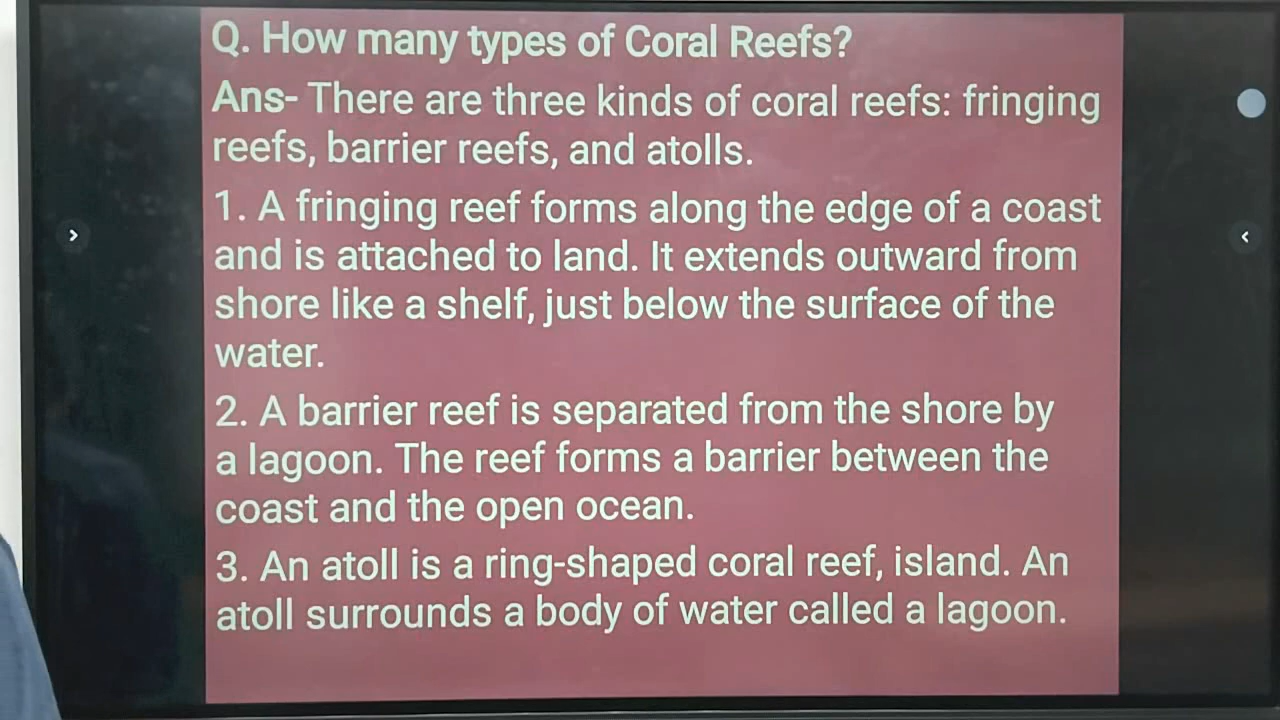 Q. How many types of Coral Reefs?
Ans- There are three kinds of coral reefs: fringing
reefs, barrier reefs, and atolls.
1. A fringing reef forms along the edge of a coast
and is attached to land. It extends outward from
shore like a shelf, just below the surface of the
water.
2. A barrier reef is separated from the shore by
a lagoon. The reef forms a barrier between the
coast and the open ocean.
3. An atoll is a ring-shaped coral reef, island. An
atoll surrounds a body of water called a lagoon.